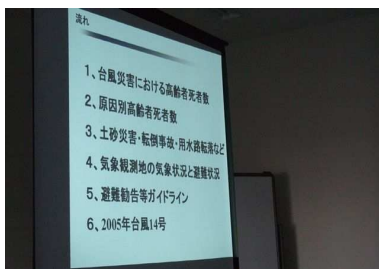 流れ
1、台風災害における高齢者死者数
2、原因別高齢者死者数
3、土砂災害・転倒事故・用水路転落など
4、気象観測地の気象状況と避難状況
5、避難勧告等ガイドライン
6、2005年台風14号